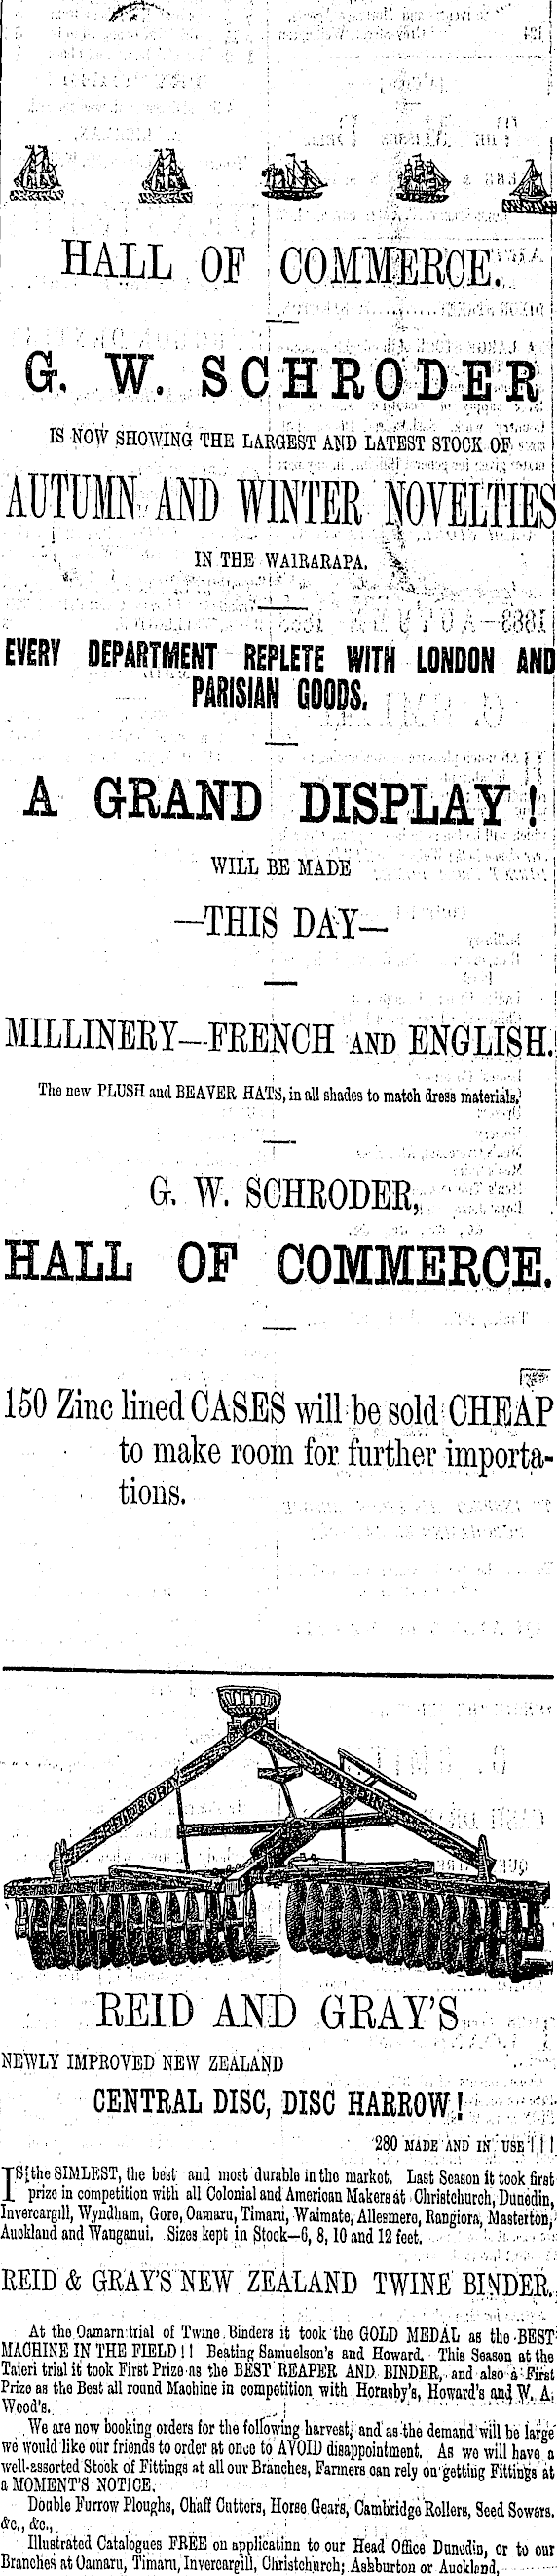 HALL OF COMMERCE.
G. W. SCHRODER
IS NOW SHOWING THE LARGEST AND LATEST STOCK OF
AUTUMN AND WINTER NOVELTIES
IN THE WAIRARAPA.
EVERY DEPARTMENT REPLETE WITH LONDON AND
PARISIAN GOODS.
A GRAND DISPLAY!
WILL BE MADE
—THIS DAY—
MILLINERY—FRENCH AND ENGLISH.
The new PLUSH and BEAVER HATS, in all shades to match dress materials.
G. W. SCHRODER,
HALL OF COMMERCE.
150 Zinc lined CASES will be sold CHEAP
to make room for further importa-
tions.
REID AND GRAY'S
NEWLY IMPROVED NEW ZEALAND
CENTRAL DISC, DISC HARROW!
280 MADE AND IN USE!!!
IS the SIMLEST, the best and most durable in the market. Last Season it took first
prize in competition with all Colonial and American Makers at Christchurch, Dunedin,
Invercargill, Wyndham, Gore, Oamaru, Timaru, Waimate, Allesmere, Rangiora, Masterton,
Auckland and Wanganui. Sizes kept in Stock—6, 8, 10 and 12 feet.
REID & GRAY'S NEW ZEALAND TWINE BINDER.
At the Oamarn trial of Twine Binders it took the GOLD MEDAL as the BEST
MACHINE IN THE FIELD!! Beating Samuelson's and Howard. This Season at the
Taieri trial it took First Prize as the BEST REAPER AND BINDER, and also a First
Prize as the Best all round Machine in competition with Hornsby's, Howard's and W. A.
Wood's.
We are now booking orders for the following harvest, and as the demand will be large
we would like our friends to order at once to AVOID disappointment. As we will have a
well-assorted Stock of Fittings at all our Branches, Farmers can rely on getting Fittings at
a MOMENT'S NOTICE.
Double Furrow Ploughs, Chaff Cutters, Horse Gears, Cambridge Rollers, Seed Sowers.
&c., &c.,
Illustrated Catalogues FREE on applicatinn to our Head Office Dunedin, or to our
Branches at Oamaru, Timaru, Invercargill, Christchurch, Ashburton or Auckland,